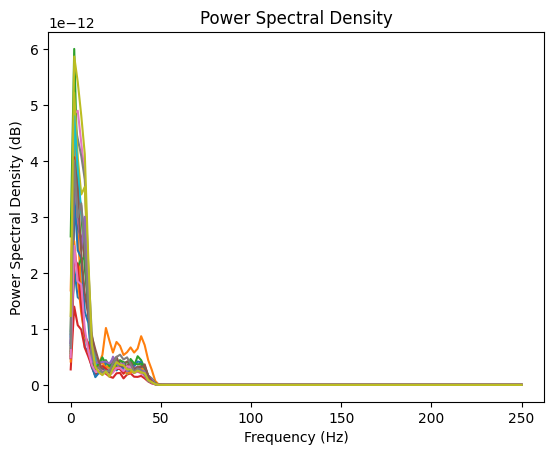 Power Spectral Density
1e−12
6
5
4
3
2
1
0
Power Spectral Density (dB)
0 50 100 150 200 250
Frequency (Hz)